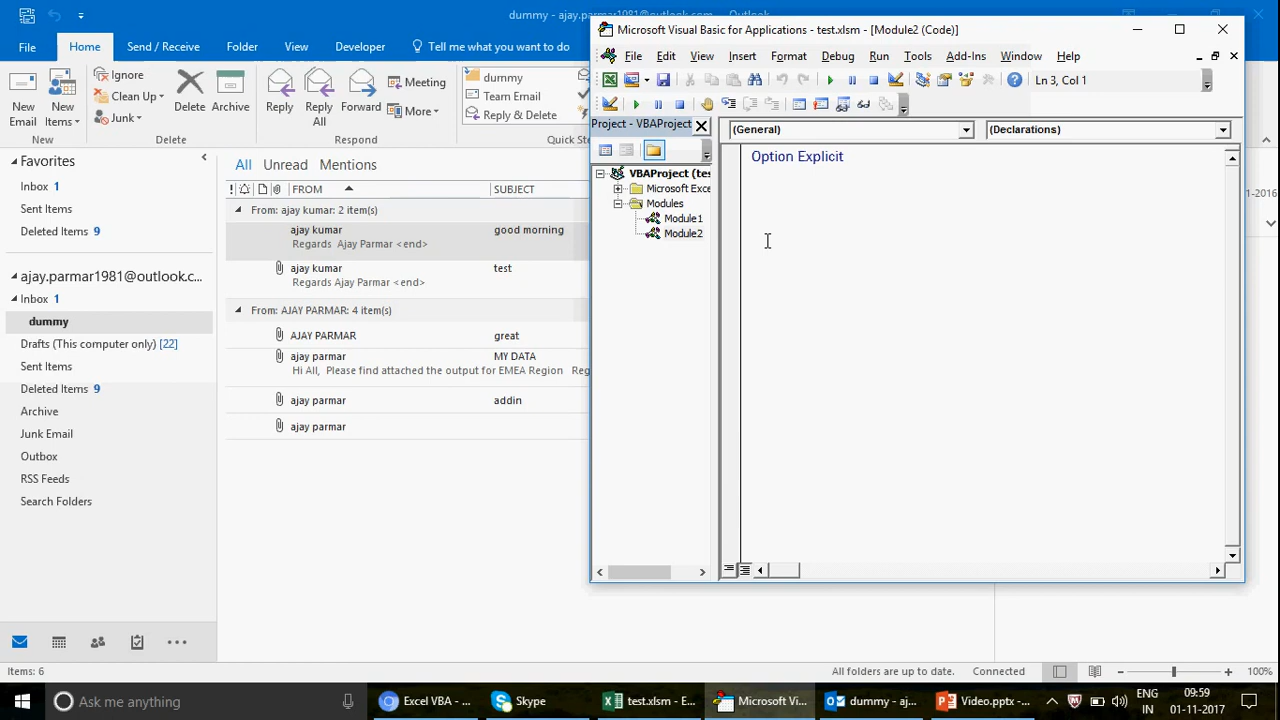 dummy - ajay.parmar1981@outlook.com - Outlook
File Home Send / Receive Folder View Developer Tell me what you want to do
New Email
New Items
Ignore
Clean Up
Junk
Delete
Archive
Reply
Reply All
Forward
Meeting
More
dummy
Team Email
Reply & Delete
New Delete Respond Quick Ste
Favorites
Inbox 1
Sent Items
Deleted Items 9
ajay.parmar1981@outlook.c...
Inbox 1
dummy
Drafts (This computer only) [22]
Sent Items
Deleted Items 9
Archive
Junk Email
Outbox
RSS Feeds
Search Folders
All Unread Mentions
! FROM SUBJECT
From: ajay kumar: 2 item(s)
ajay kumar good morning
Regards Ajay Parmar <end>
ajay kumar test
Regards Ajay Parmar <end>
From: AJAY PARMAR: 4 item(s)
AJAY PARMAR great
ajay parmar MY DATA
Hi All, Please find attached the output for EMEA Region Reg
ajay parmar addin
ajay parmar
Microsoft Visual Basic for Applications - test.xlsm - [Module2 (Code)]
File Edit View Insert Format Debug Run Tools Add-Ins Window Help
Ln 3, Col 1
Project - VBAProject
VBAProject (tes
Microsoft Exce
Modules
Module1
Module2
(General) (Declarations)
Option Explicit
1-2016
Items: 6 All folders are up to date. Connected 100%
Ask me anything
Excel VBA - ...
Skype
test.xlsm - E...
Microsoft Vi...
dummy - aj...
Video.pptx - ...
ENG
IN
09:59
01-11-2017